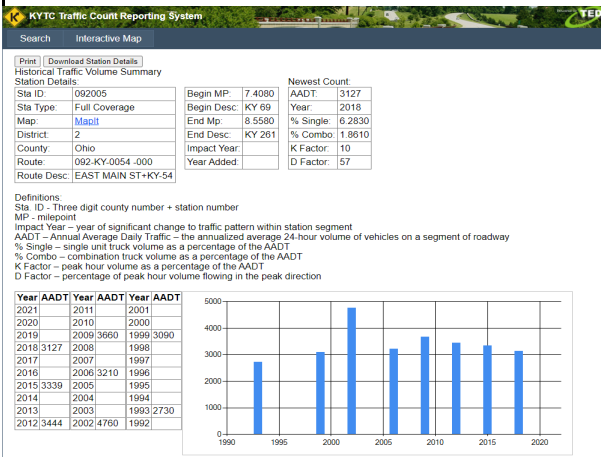 KYTC Traffic Count Reporting System
TED
Search Interactive Map
Print Download Station Details
Historical Traffic Volume Summary
Station Details: Newest Count:
Sta ID: 092005 Begin MP: 7.4080 AADT: 3127
Sta Type: Full Coverage Begin Desc: KY 69 Year: 2018
Map: MapIt End Mp: 8.5580 % Single: 6.2830
District: 2 End Desc: KY 261 % Combo: 1.8610
County: Ohio Impact Year: K Factor: 10
Route: 092-KY-0054 -000 Year Added: D Factor: 57
Route Desc: EAST MAIN ST+KY-54
Definitions:
Sta. ID - Three digit county number + station number
MP - milepoint
Impact Year – year of significant change to traffic pattern within station segment
AADT – Annual Average Daily Traffic – the annualized average 24-hour volume of vehicles on a segment of roadway
% Single – single unit truck volume as a percentage of the AADT
% Combo – combination truck volume as a percentage of the AADT
K Factor – peak hour volume as a percentage of the AADT
D Factor – percentage of peak hour volume flowing in the peak direction
Year AADT Year AADT Year AADT
2021 2011 2001
2020 2010 2000
2019 2009 3660 1999 3090
2018 3127 2008 1998
2017 2007 1997
2016 2006 3210 1996
2015 3339 2005 1995
2014 2004 1994
2013 2003 1993 2730
2012 3444 2002 4760 1992
5000
4000
3000
2000
1000
0
1990 1995 2000 2005 2010 2015 2020